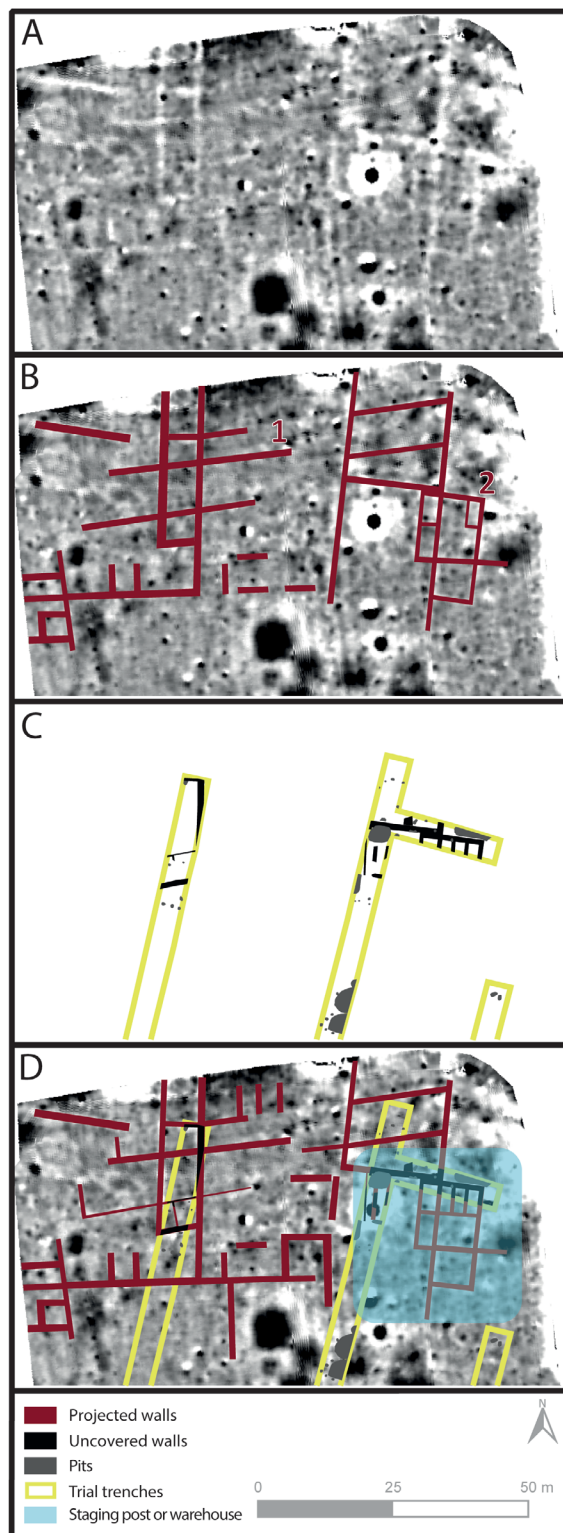 A
B
1
2
C
D
Projected walls
Uncovered walls
Pits
Trial trenches
Staging post or warehouse
N
0 25 50 m